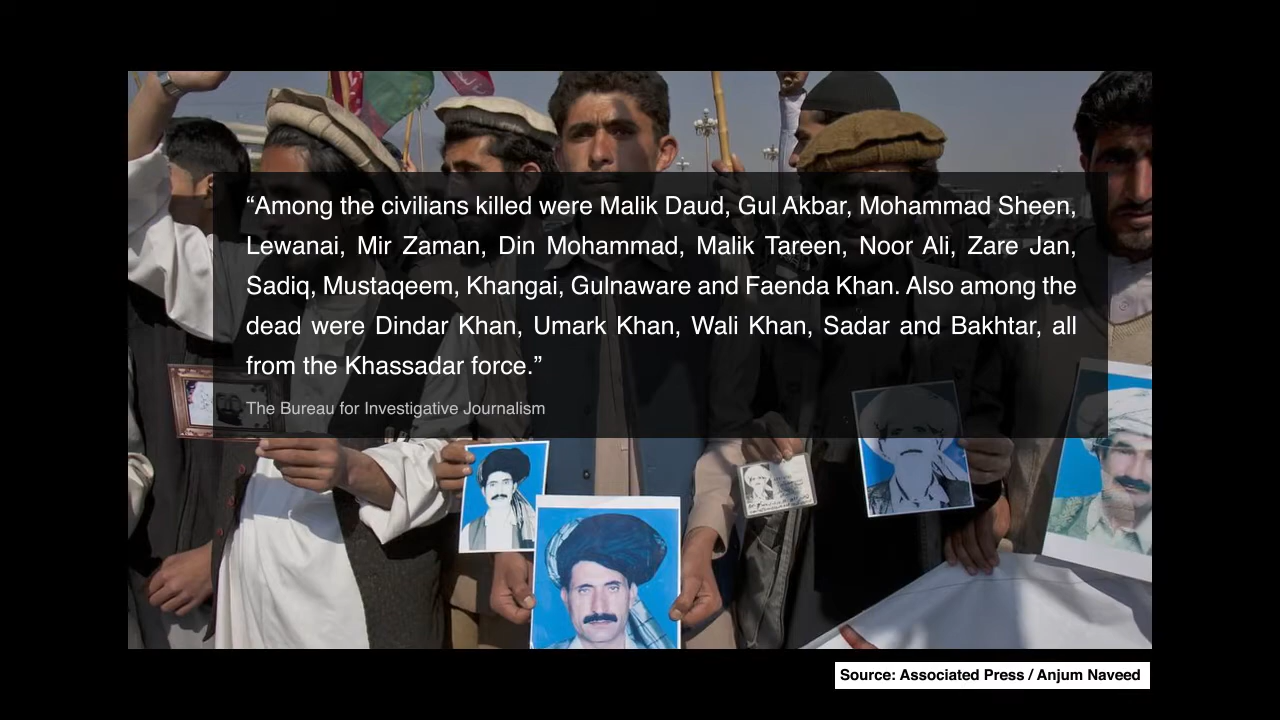 “Among the civilians killed were Malik Daud, Gul Akbar, Mohammad Sheen,
Lewanai, Mir Zaman, Din Mohammad, Malik Tareen, Noor Ali, Zare Jan,
Sadiq, Mustaqeem, Khangai, Gulnaware and Faenda Khan. Also among the
dead were Dindar Khan, Umark Khan, Wali Khan, Sadar and Bakhtar, all
from the Khassadar force.”
The Bureau for Investigative Journalism
Source: Associated Press / Anjum Naveed